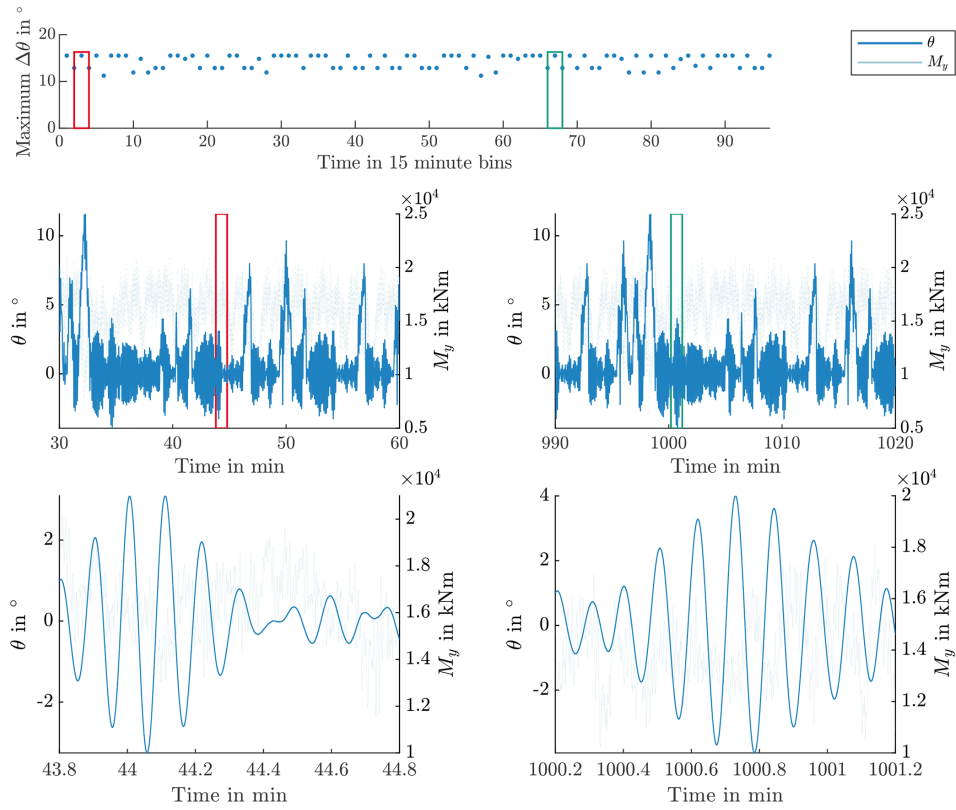 Maximum Δθ in °
20
10
0
0 10 20 30 40 50 60 70 80 90
Time in 15 minute bins
θ
M_y
×10^4
θ in °
10
5
0
2.5
2
1.5
1
0.5
M_y in kNm
30 40 50 60
Time in min
×10^4
θ in °
10
5
0
2.5
2
1.5
1
0.5
M_y in kNm
990 1000 1010 1020
Time in min
×10^4
θ in °
2
0
-2
2
1.8
1.6
1.4
1.2
1
M_y in kNm
43.8 44 44.2 44.4 44.6 44.8
Time in min
×10^4
θ in °
4
2
0
-2
2
1.8
1.6
1.4
1.2
1
M_y in kNm
1000.2 1000.4 1000.6 1000.8 1001 1001.2
Time in min